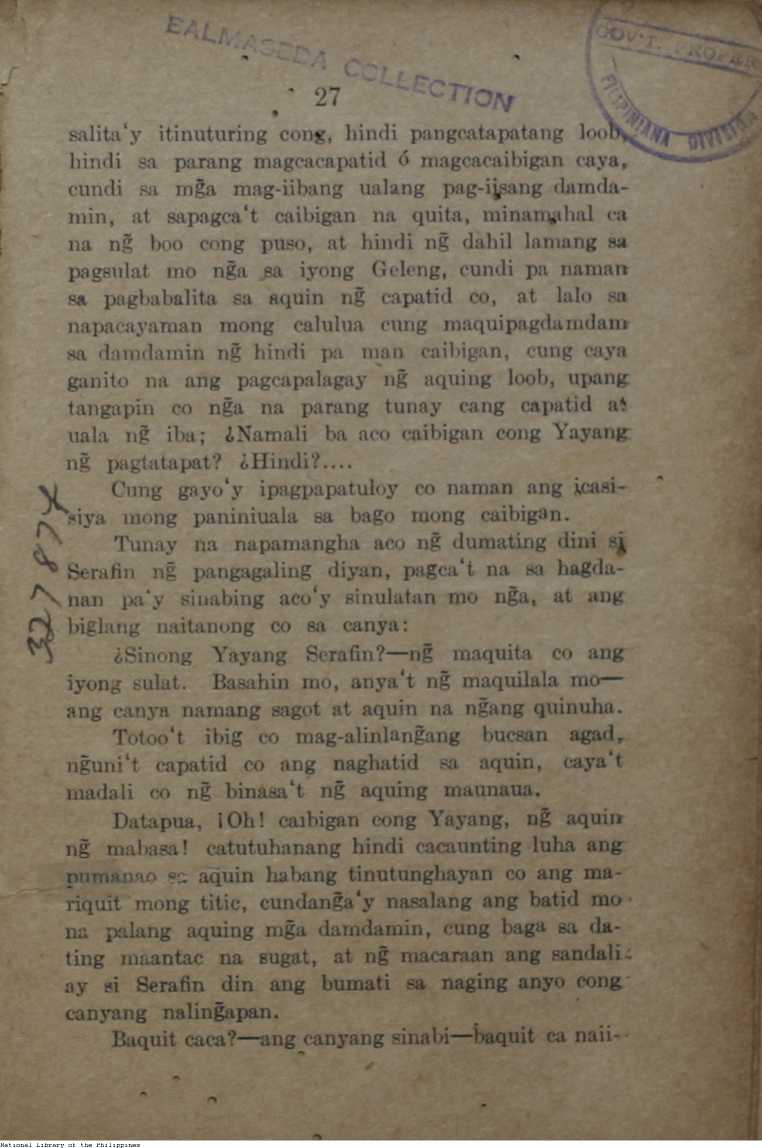 EALMASEDA COLLECTION
GOV'T. PROPER
FILIPINIANA DIVISION
27
salita‘y itinuturing cong, hindi pangcatapatang loob,
hindi sa parang magcacapatid ó magcacaibigan caya,
cundi sa mg̃a mag-iibang ualang pag-iisang damda-
min, at sapagca‘t caibigan na quita, minamahal ca
na ng̃ boo cong puso, at hindi ng̃ dahil lamang sa
pagsulat mo ng̃a sa iyong Geleng, cundi pa naman
sa pagbabalita sa aquin ng̃ capatid co, at lalo sa
napacayaman mong calulua cung maquipagdamdam
sa damdamin ng̃ hindi pa man caibigan, cung caya
ganito na ang pagcapalagay ng̃ aquing loob, upang
tangapin co ng̃a na parang tunay cang capatid at
uala ng̃ iba; ¿Namali ba aco caibigan cong Yayang
ng̃ pagtatapat? ¿Hindi?....
Cung gayo‘y ipagpapatuloy co naman ang icasi-
siya mong paniniuala sa bago mong caibigan.
Tunay na napamangha aco ng̃ dumating dini si
Serafin ng̃ pangagaling diyan, pagca‘t na sa hagda-
nan pa‘y sinabing aco‘y sinulatan mo ng̃a, at ang
biglang naitanong co sa canya:
¿Sinong Yayang Serafin?—ng̃ maquita co ang
iyong sulat. Basahin mo, anya‘t ng̃ maquilala mo—
ang canya namang sagot at aquin na ng̃ang quinuha.
Totoo‘t ibig co mag-alinlang̃ang bucsan agad,
ng̃uni‘t capatid co ang naghatid sa aquin, caya‘t
madali co ng̃ binasa‘t ng̃ aquing maunaua.
Datapua, ¡Oh! caibigan cong Yayang, ng̃ aquin
ng̃ mabasa! catutuhanang hindi cacaunting luha ang
pumanao sa aquin habang tinutunghayan co ang ma-
riquit mong titic, cundang̃a‘y nasalang ang batid mo
na palang aquing mg̃a damdamin, cung baga sa da-
ting maantac na sugat, at ng̃ macaraan ang sandali
ay si Serafin din ang bumati sa naging anyo cong
canyang naling̃apan.
Baquit caca?—ang canyang sinabi—baquit ca naii-
327874
National Library of the Philippines